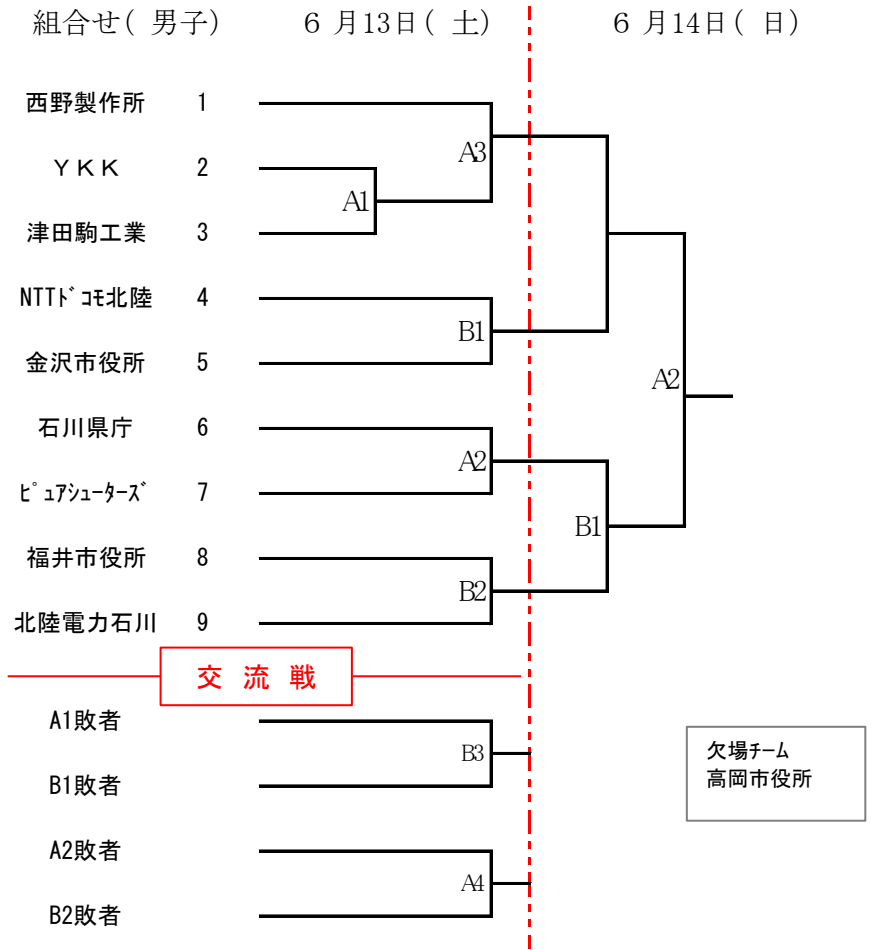 組合せ( 男子) 6 月13日( 土) 6 月14日( 日)
西野製作所 1
A3
ＹＫＫ 2
A1
津田駒工業 3
NTTﾄﾞｺﾓ北陸 4
B1
金沢市役所 5
A2
石川県庁 6
A2
ﾋﾟｭｱｼｭｰﾀｰｽﾞ 7
B1
福井市役所 8
B2
北陸電力石川 9
交 流 戦
A1敗者
B3
B1敗者
A2敗者
A4
B2敗者
欠場ﾁｰﾑ
高岡市役所